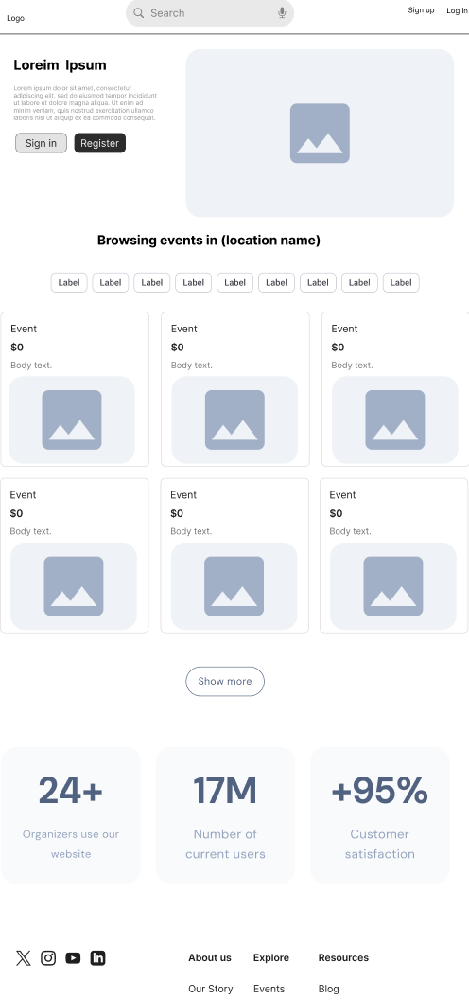 Logo
Search
Sign up
Log in
Loreim Ipsum
Lorem ipsum dolor sit amet, consectetur
adipiscing elit, sed do eiusmod tempor incididunt
ut labore et dolore magna aliqua. Ut enim ad
minim veniam, quis nostrud exercitation ullamco
laboris nisi ut aliquip ex ea commodo consequat.
Sign in
Register
Browsing events in (location name)
Label
Label
Label
Label
Label
Label
Label
Label
Label
Event
$0
Body text.
Event
$0
Body text.
Event
$0
Body text.
Event
$0
Body text.
Event
$0
Body text.
Event
$0
Body text.
Show more
24+
Organizers use our
website
17M
Number of
current users
+95%
Customer
satisfaction
About us
Explore
Resources
Our Story
Events
Blog